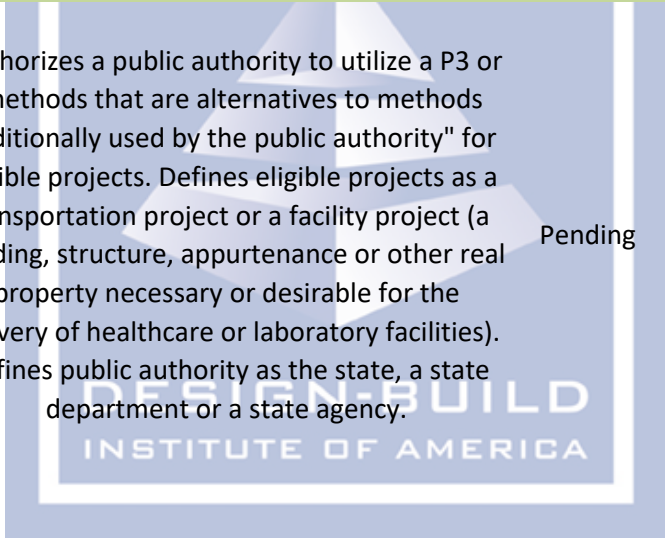 horizes a public authority to utilize a P3 or
methods that are alternatives to methods
ditionally used by the public authority" for
ible projects. Defines eligible projects as a
nsportation project or a facility project (a
ding, structure, appurtenance or other real
property necessary or desirable for the
very of healthcare or laboratory facilities).
fines public authority as the state, a state
department or a state agency.
Pending
DESIGN-BUILD
INSTITUTE OF AMERICA